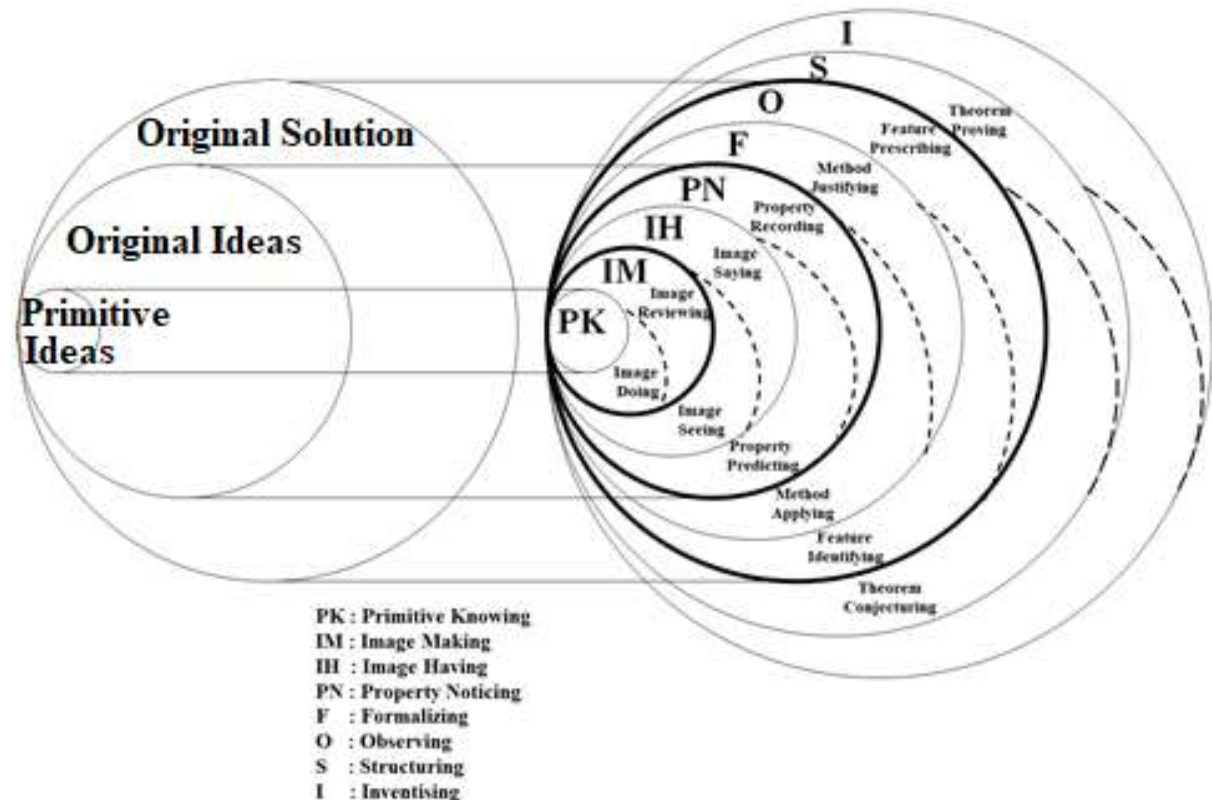 Original Solution
Original Ideas
Primitive
Ideas
I
S
O
F
PN
IH
IM
PK
Theorem
Proving
Feature
Prescribing
Method
Justifying
Property
Recording
Image
Saying
Image
Reviewing
Image
Doing
Image
Seeing
Property
Predicting
Method
Applying
Feature
Identifying
Theorem
Conjecturing
PK : Primitive Knowing
IM : Image Making
IH : Image Having
PN : Property Noticing
F : Formalizing
O : Observing
S : Structuring
I : Inventising